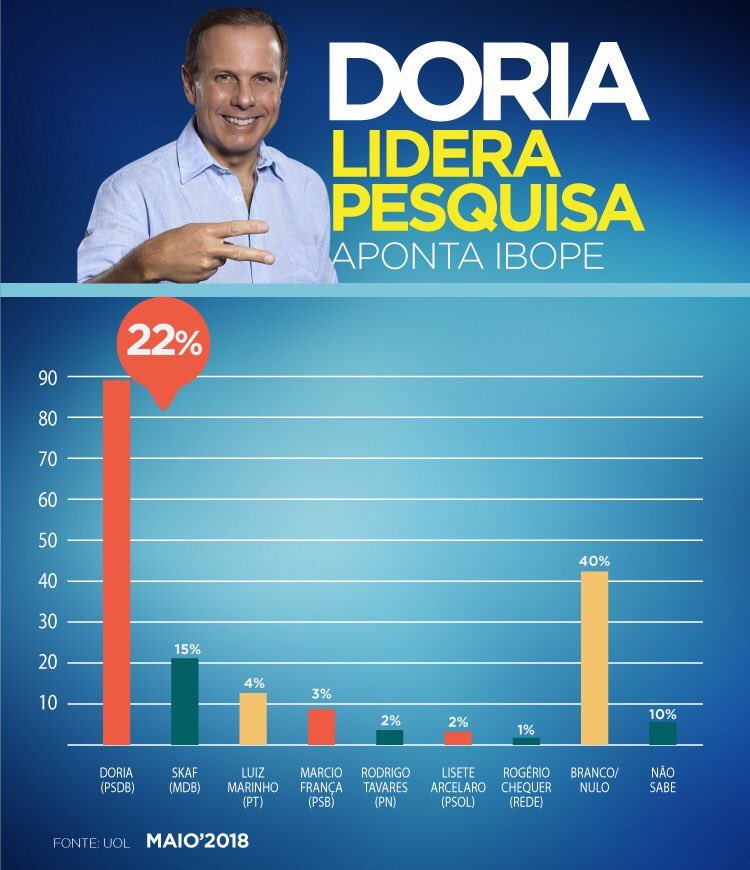 DORIA
LIDERA
PESQUISA
APONTA IBOPE
22%
90
80
70
60
50
40
30
20
10
15%
4%
3%
2%
2%
1%
40%
10%
DORIA
(PSDB)
SKAF
(MDB)
LUIZ
MARINHO
(PT)
MARCIO
FRANÇA
(PSB)
RODRIGO
TAVARES
(PN)
LISETE
ARCELARO
(PSOL)
ROGÉRIO
CHEQUER
(REDE)
BRANCO/
NULO
NÃO
SABE
FONTE: UOL MAIO'2018